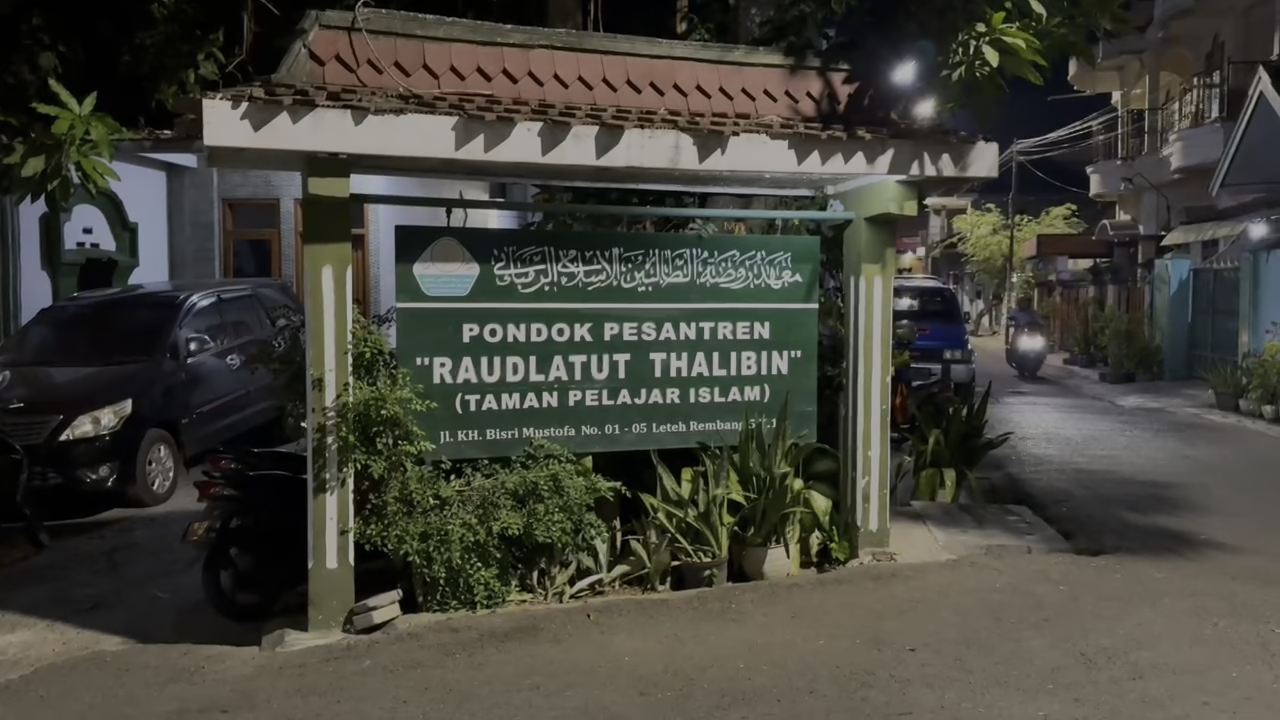 معهد روضة الطالبين الإسلامي الرمباني
PONDOK PESANTREN
"RAUDLATUT THALIBIN"
(TAMAN PELAJAR ISLAM)
Jl. KH. Bisri Mustofa No. 01 - 05 Leteh Rembang